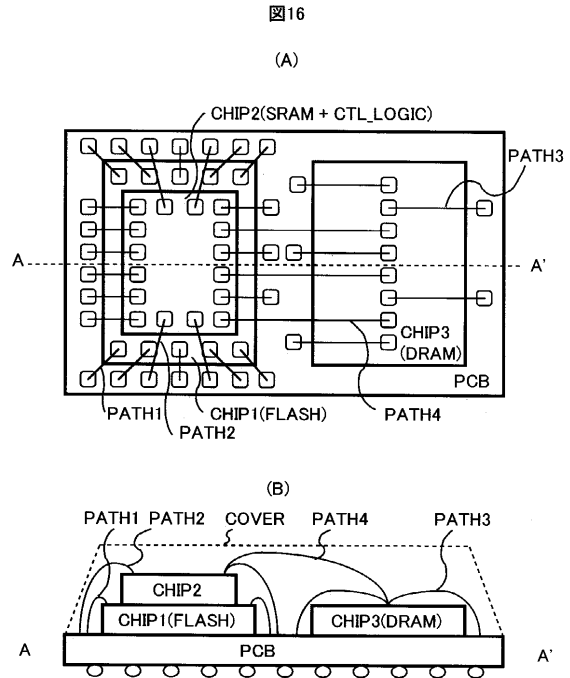 図16
(A)
CHIP2(SRAM + CTL_LOGIC)
PATH3
A
A'
CHIP3
(DRAM)
PCB
PATH1
PATH2
CHIP1(FLASH)
PATH4
(B)
PATH1
PATH2
COVER
PATH4
PATH3
CHIP2
CHIP1(FLASH)
CHIP3(DRAM)
A
PCB
A'